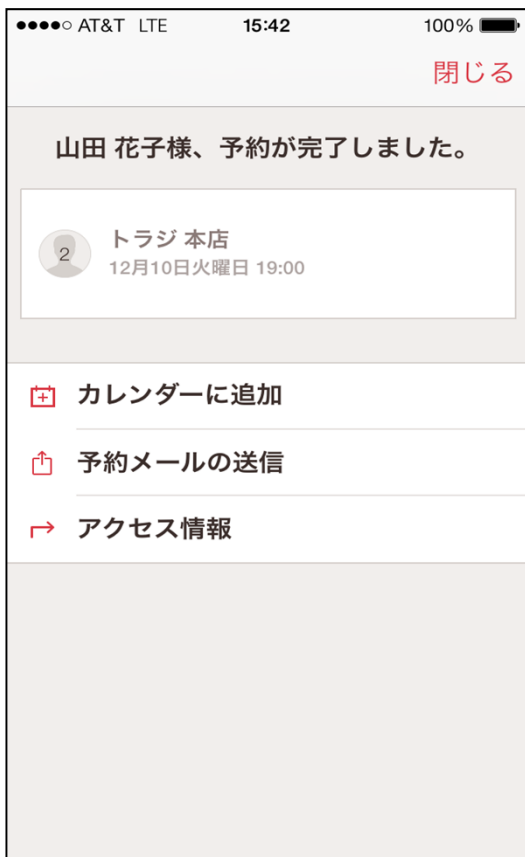 AT&T LTE 15:42 100%
閉じる
山田 花子様、予約が完了しました。
2
トラジ 本店
12月10日火曜日 19:00
カレンダーに追加
予約メールの送信
アクセス情報